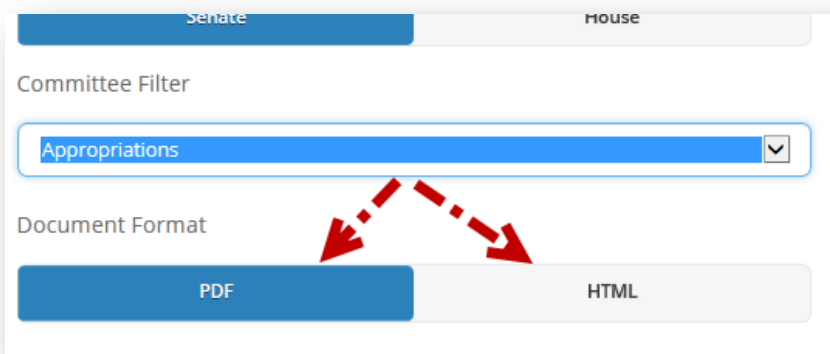 Senate House
Committee Filter
Appropriations
Document Format
PDF HTML